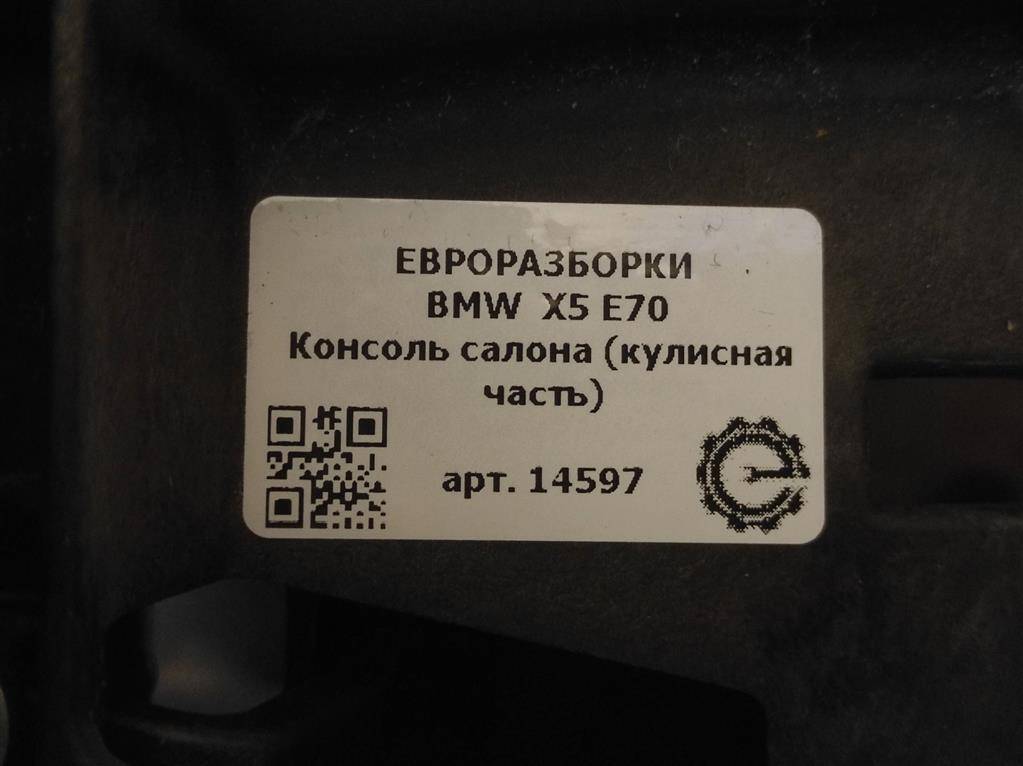 ЕВРОРАЗБОРКИ
BMW X5 E70
Консоль салона (кулисная
часть)
арт. 14597